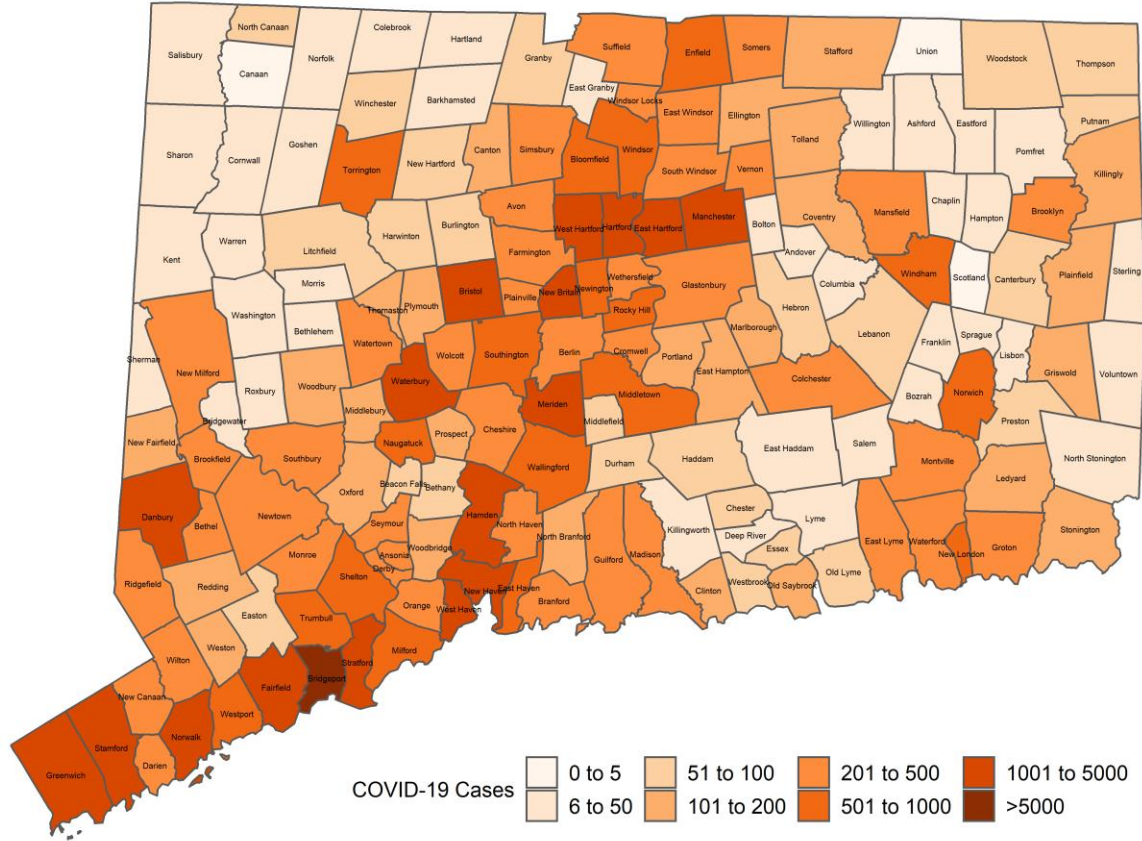 North Canaan
Colebrook
Hartland
Salisbury
Norfolk
Canaan
Granby
Suffield
Enfield
Somers
Stafford
Union
Woodstock
Thompson
East Granby
Windsor Locks
Winchester
Barkhamsted
East Windsor
Ellington
Willington
Ashford
Eastford
Putnam
Sharon
Cornwall
Goshen
Torrington
New Hartford
Canton
Simsbury
Bloomfield
Windsor
South Windsor
Vernon
Tolland
Pomfret
Killingly
Avon
West Hartford
Hartford
East Hartford
Manchester
Bolton
Coventry
Mansfield
Chaplin
Hampton
Brooklyn
Kent
Warren
Litchfield
Harwinton
Burlington
Farmington
Andover
Morris
Bristol
Plainville
New Britain
Newington
Wethersfield
Glastonbury
Columbia
Windham
Scotland
Canterbury
Plainfield
Sterling
Washington
Bethlehem
Thomaston
Plymouth
Rocky Hill
Hebron
Marlborough
Lebanon
Franklin
Sprague
Lisbon
Sherman
New Milford
Watertown
Wolcott
Southington
Berlin
Cromwell
Portland
East Hampton
Colchester
Griswold
Voluntown
Roxbury
Woodbury
Waterbury
Meriden
Middletown
Bozrah
Norwich
Bridgewater
Middlebury
Middlefield
Preston
New Fairfield
Brookfield
Southbury
Naugatuck
Prospect
Cheshire
Wallingford
Durham
Haddam
East Haddam
Salem
Montville
North Stonington
Danbury
Bethel
Newtown
Oxford
Beacon Falls
Bethany
Hamden
Ledyard
Seymour
North Haven
North Branford
Killingworth
Chester
Lyme
Stonington
Monroe
Ansonia
Derby
Woodbridge
Guilford
Madison
Deep River
Essex
East Lyme
Waterford
New London
Groton
Ridgefield
Redding
Shelton
New Haven
East Haven
Branford
Clinton
Westbrook
Old Saybrook
Old Lyme
Easton
Trumbull
Orange
West Haven
Weston
Wilton
Milford
Stratford
Bridgeport
Fairfield
New Canaan
Westport
Norwalk
Stamford
Darien
Greenwich
COVID-19 Cases
0 to 5
51 to 100
201 to 500
1001 to 5000
6 to 50
101 to 200
501 to 1000
>5000